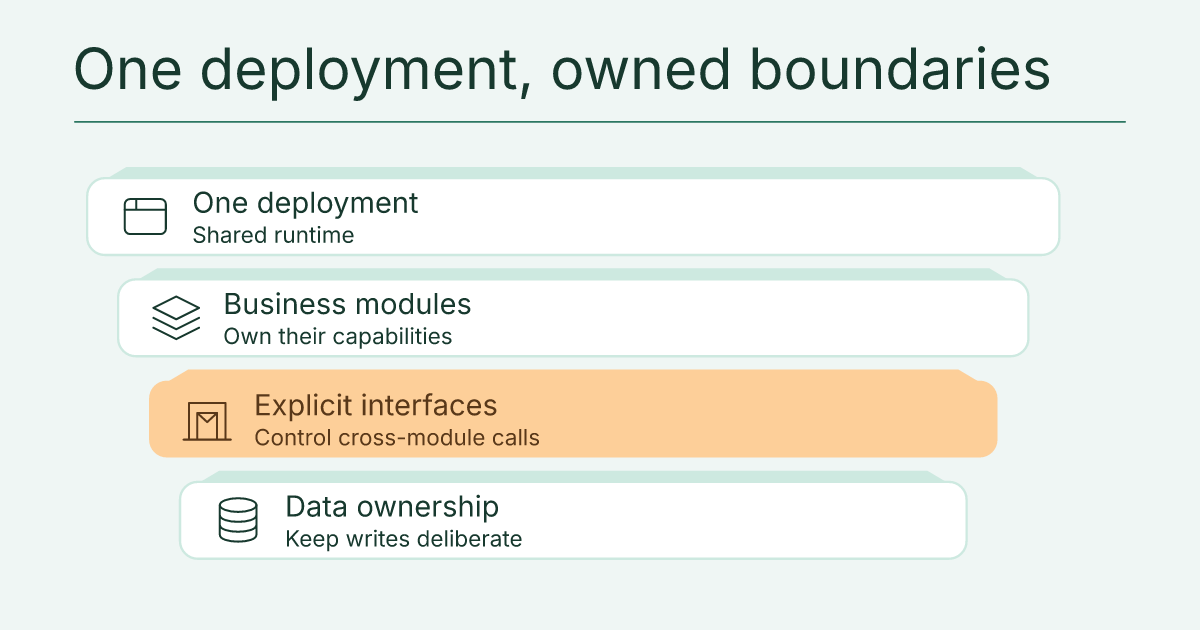 One deployment, owned boundaries
One deployment
Shared runtime
Business modules
Own their capabilities
Explicit interfaces
Control cross-module calls
Data ownership
Keep writes deliberate